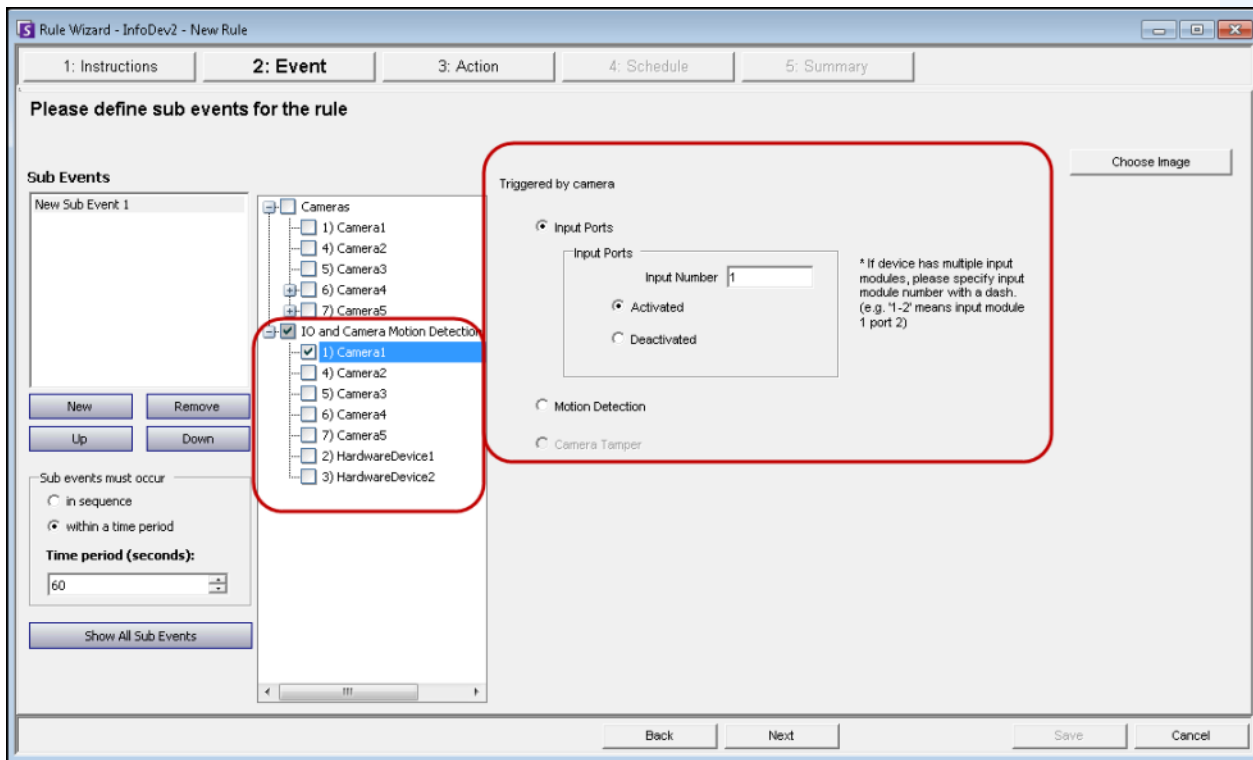 Rule Wizard - InfoDev2 - New Rule
1: Instructions
2: Event
3: Action
4: Schedule
5: Summary
Please define sub events for the rule
Choose Image
Sub Events
New Sub Event 1
New
Remove
Up
Down
Sub events must occur
in sequence
within a time period
Time period (seconds):
60
Show All Sub Events
Cameras
1) Camera1
4) Camera2
5) Camera3
6) Camera4
7) Camera5
IO and Camera Motion Detection
1) Camera1
4) Camera2
5) Camera3
6) Camera4
7) Camera5
2) HardwareDevice1
3) HardwareDevice2
Triggered by camera
Input Ports
Input Ports
Input Number 1
Activated
Deactivated
* If device has multiple input
modules, please specify input
module number with a dash.
(e.g. '1-2' means input module
1 port 2)
Motion Detection
Camera Tamper
Back
Next
Save
Cancel